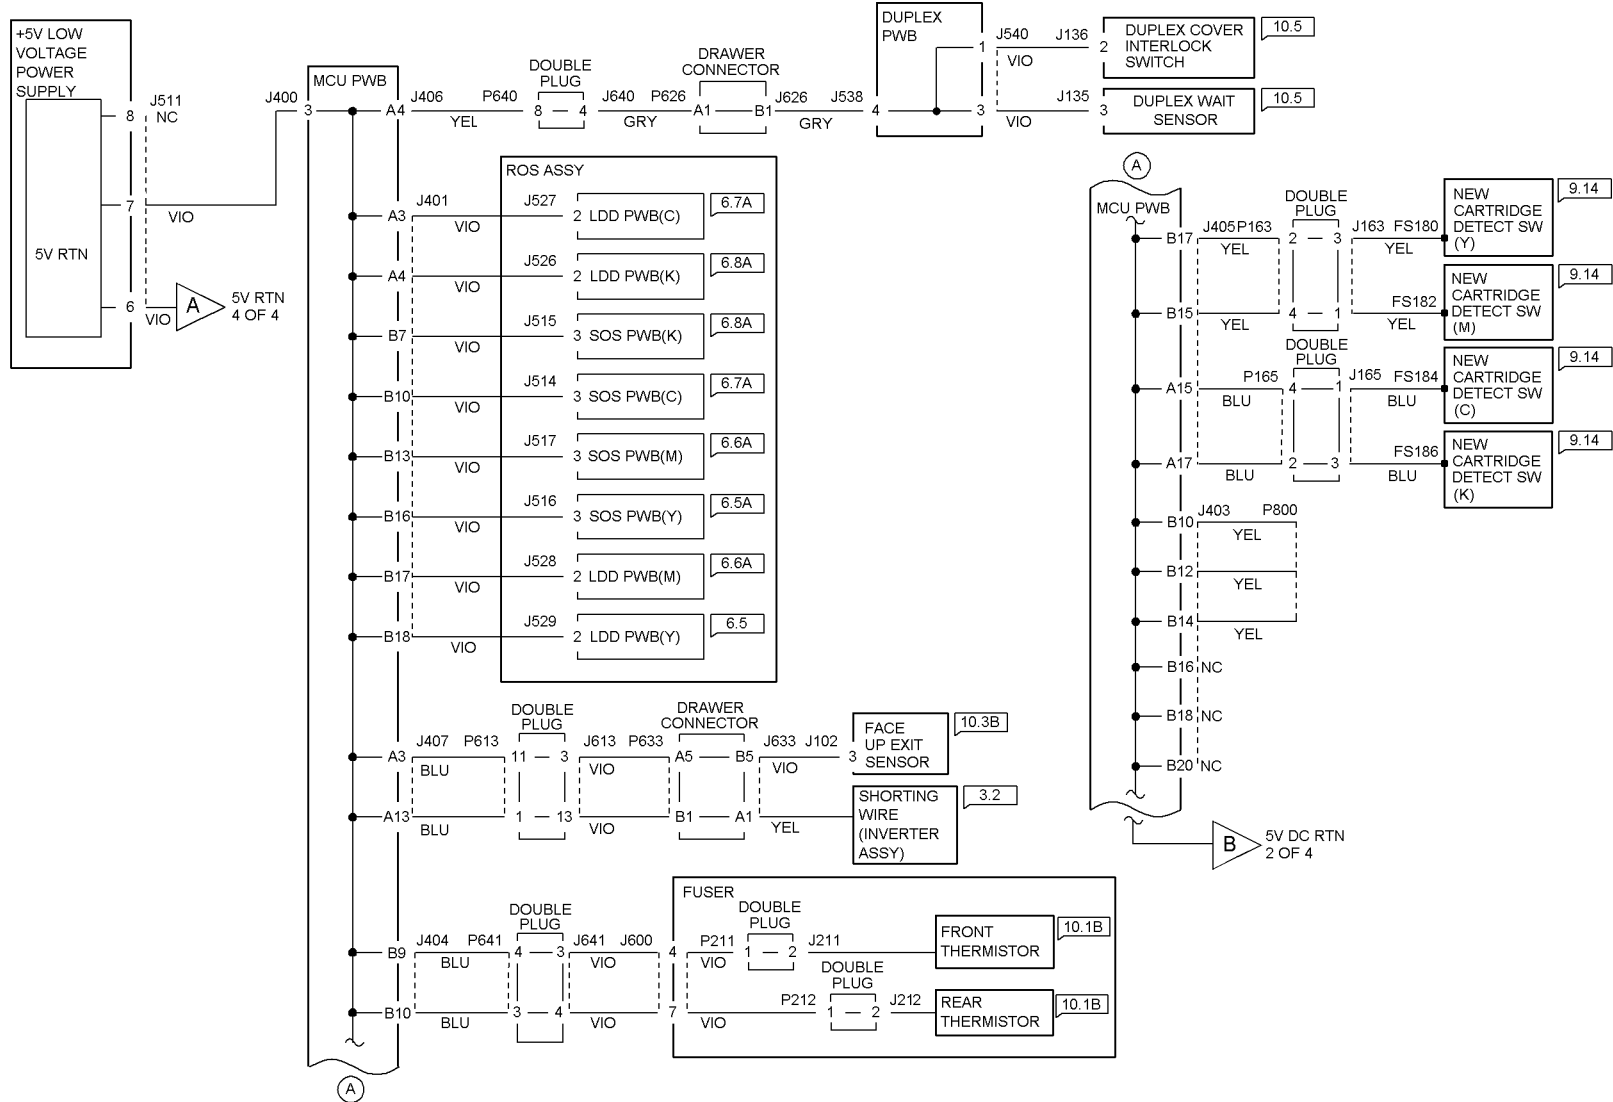 +5V LOW
VOLTAGE
POWER
SUPPLY
5V RTN
8
7
6
J511
NC
VIO
VIO
A
5V RTN
4 OF 4
J400
3
MCU PWB
A4
J406
YEL
P640
DOUBLE
PLUG
8
4
J640
GRY
P626
DRAWER
CONNECTOR
A1
B1
J626
GRY
J538
4
DUPLEX
PWB
1
3
J540
VIO
VIO
J136
2
DUPLEX COVER
INTERLOCK
SWITCH
10.5
J135
3
DUPLEX WAIT
SENSOR
10.5
ROS ASSY
A3
J401
VIO
J527
2
LDD PWB(C)
6.7A
A4
VIO
J526
2
LDD PWB(K)
6.8A
B7
VIO
J515
3
SOS PWB(K)
6.8A
B10
VIO
J514
3
SOS PWB(C)
6.7A
B13
VIO
J517
3
SOS PWB(M)
6.6A
B16
VIO
J516
3
SOS PWB(Y)
6.5A
B17
VIO
J528
2
LDD PWB(M)
6.6A
B18
VIO
J529
2
LDD PWB(Y)
6.5
A3
J407
BLU
P613
DOUBLE
PLUG
11
3
J613
VIO
P633
DRAWER
CONNECTOR
A5
B5
J633
VIO
J102
3
FACE
UP EXIT
SENSOR
10.3B
A13
BLU
1
13
VIO
B1
A1
YEL
SHORTING
WIRE
(INVERTER
ASSY)
3.2
B9
J404
BLU
P641
DOUBLE
PLUG
4
3
J641
VIO
J600
FUSER
4
P211
VIO
DOUBLE
PLUG
1
2
J211
FRONT
THERMISTOR
10.1B
B10
BLU
3
4
VIO
7
VIO
P212
DOUBLE
PLUG
1
2
J212
REAR
THERMISTOR
10.1B
A
A
MCU PWB
B17
J405
P163
YEL
DOUBLE
PLUG
2
3
J163
FS180
YEL
NEW
CARTRIDGE
DETECT SW
(Y)
9.14
B15
YEL
4
1
FS182
YEL
NEW
CARTRIDGE
DETECT SW
(M)
9.14
A15
P165
BLU
DOUBLE
PLUG
4
1
J165
FS184
BLU
NEW
CARTRIDGE
DETECT SW
(C)
9.14
A17
BLU
2
3
FS186
BLU
NEW
CARTRIDGE
DETECT SW
(K)
9.14
B10
J403
P800
YEL
B12
YEL
B14
YEL
B16
NC
B18
NC
B20
NC
B
5V DC RTN
2 OF 4